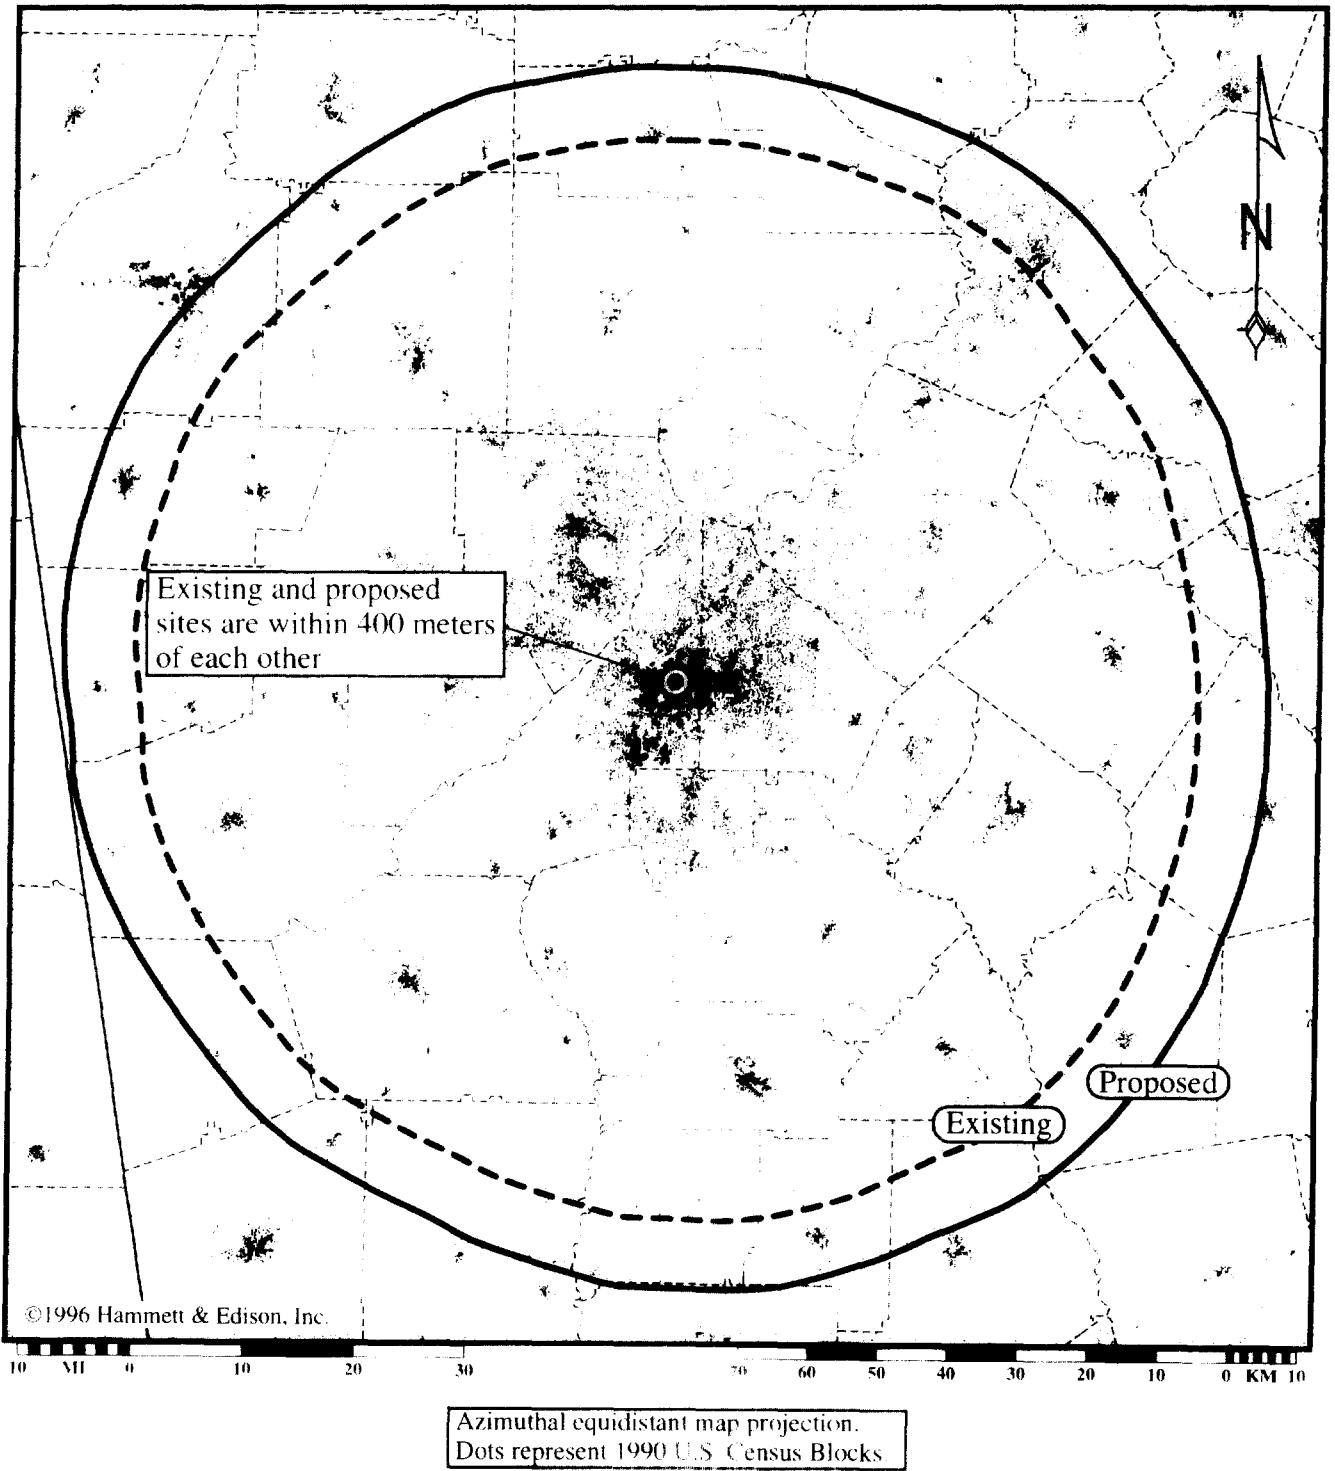 N
Existing and proposed
sites are within 400 meters
of each other
Proposed
Existing
©1996 Hammett & Edison, Inc.
10 MI 0 10 20 30 70 60 50 40 30 20 10 0 KM 10
Azimuthal equidistant map projection.
Dots represent 1990 U.S. Census Blocks